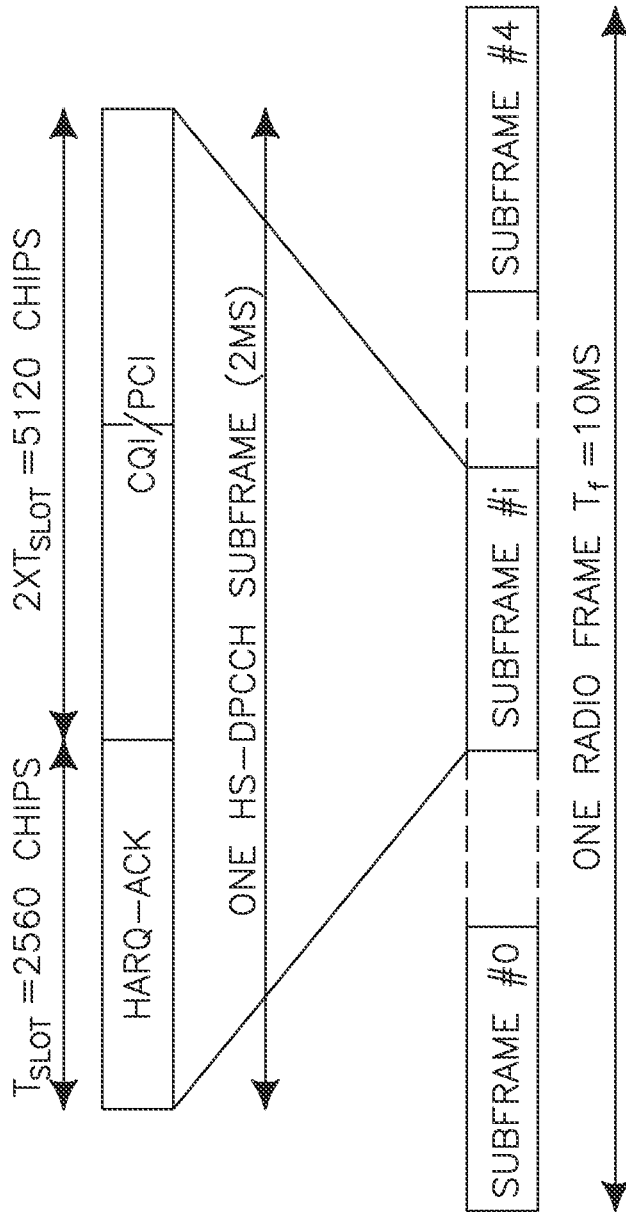 T_SLOT =2560 CHIPS
2XT_SLOT =5120 CHIPS
HARQ-ACK
CQI/PCI
ONE HS-DPCCH SUBFRAME (2MS)
SUBFRAME #0
SUBFRAME #i
SUBFRAME #4
ONE RADIO FRAME T_f =10MS